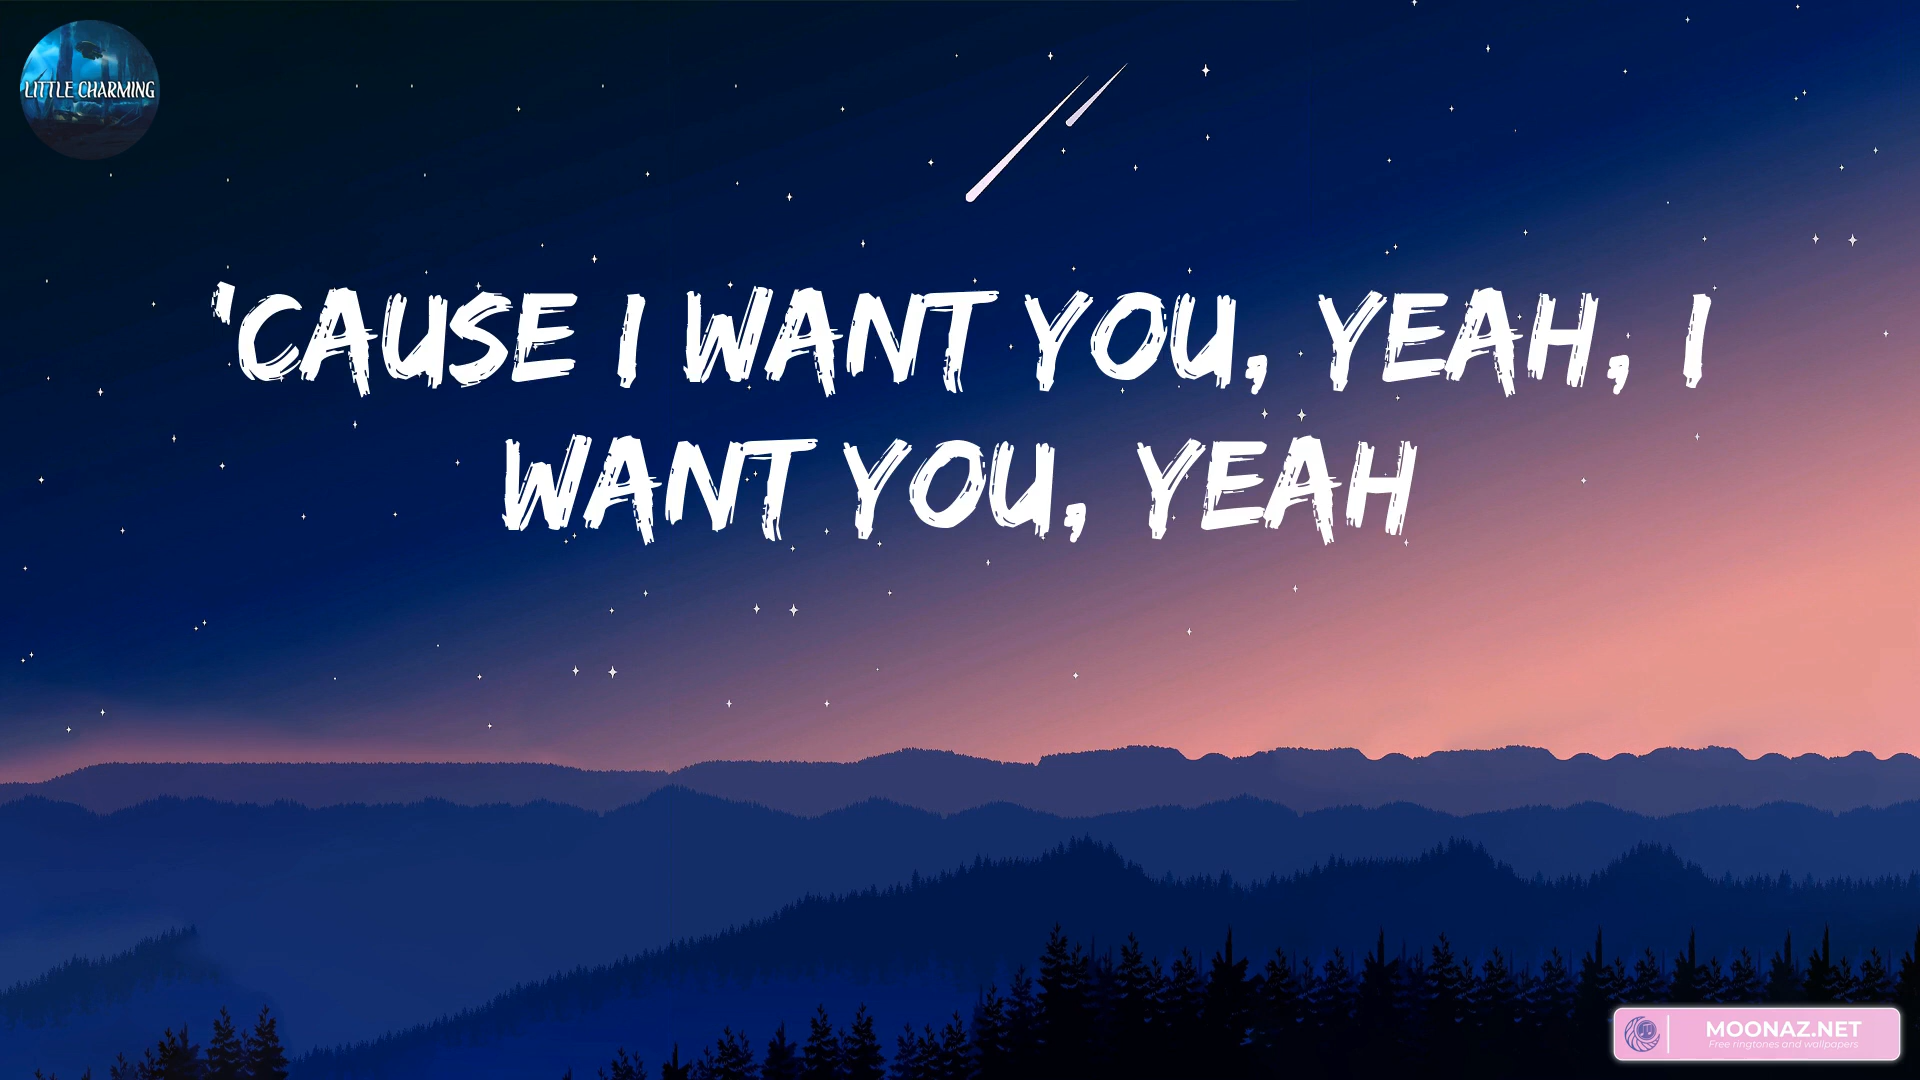 LITTLE CHARMING
'CAUSE I WANT YOU, YEAH, I
WANT YOU, YEAH
MOONAZ.NET
Free ringtones and wallpapers